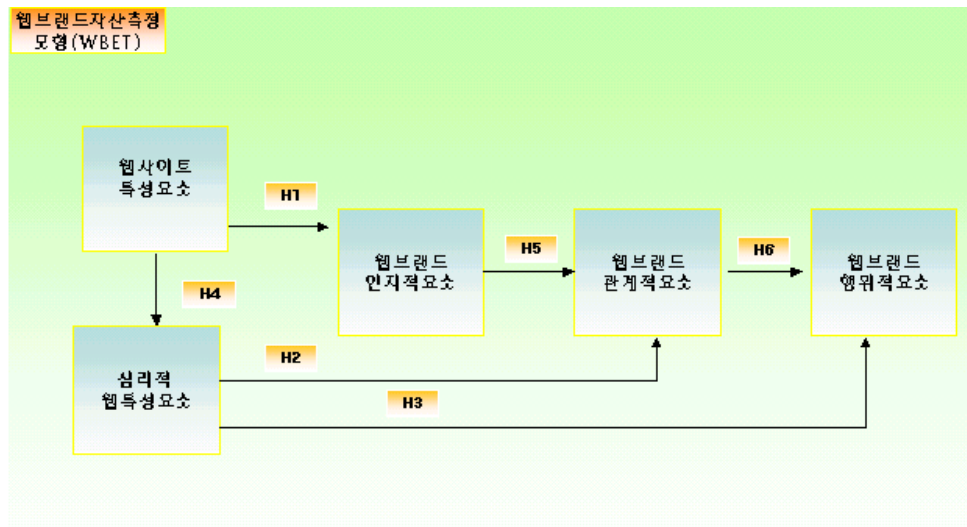 웹브랜드자산측정
모형(WBET)
웹사이트
특성요소
H1
웹브랜드
인지적요소
H5
웹브랜드
관계적요소
H6
웹브랜드
행위적요소
H4
심리적
웹특성요소
H2
H3